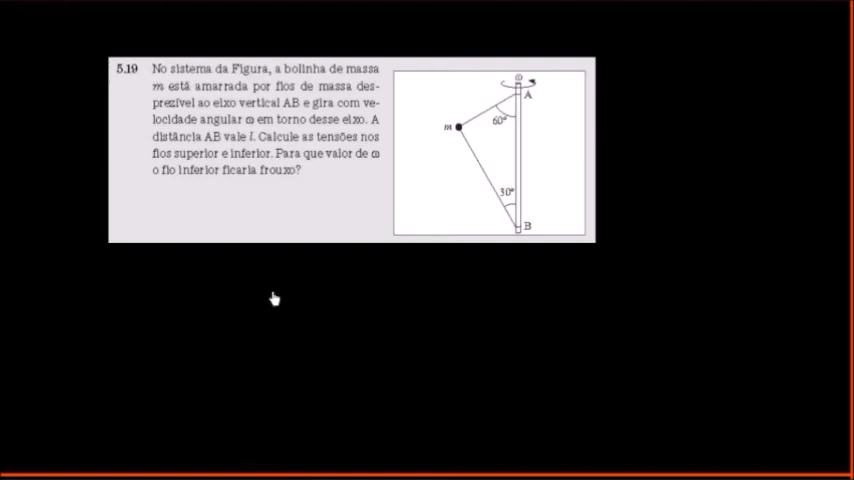 5.19 No sistema da Figura, a bolinha de massa
m está amarrada por fios de massa des-
prezível ao eixo vertical AB e gira com ve-
locidade angular ω em torno desse eixo. A
distância AB vale l. Calcule as tensões nos
fios superior e inferior. Para que valor de ω
o fio inferior ficaria frouxo?
ω
A
60°
m
30°
B